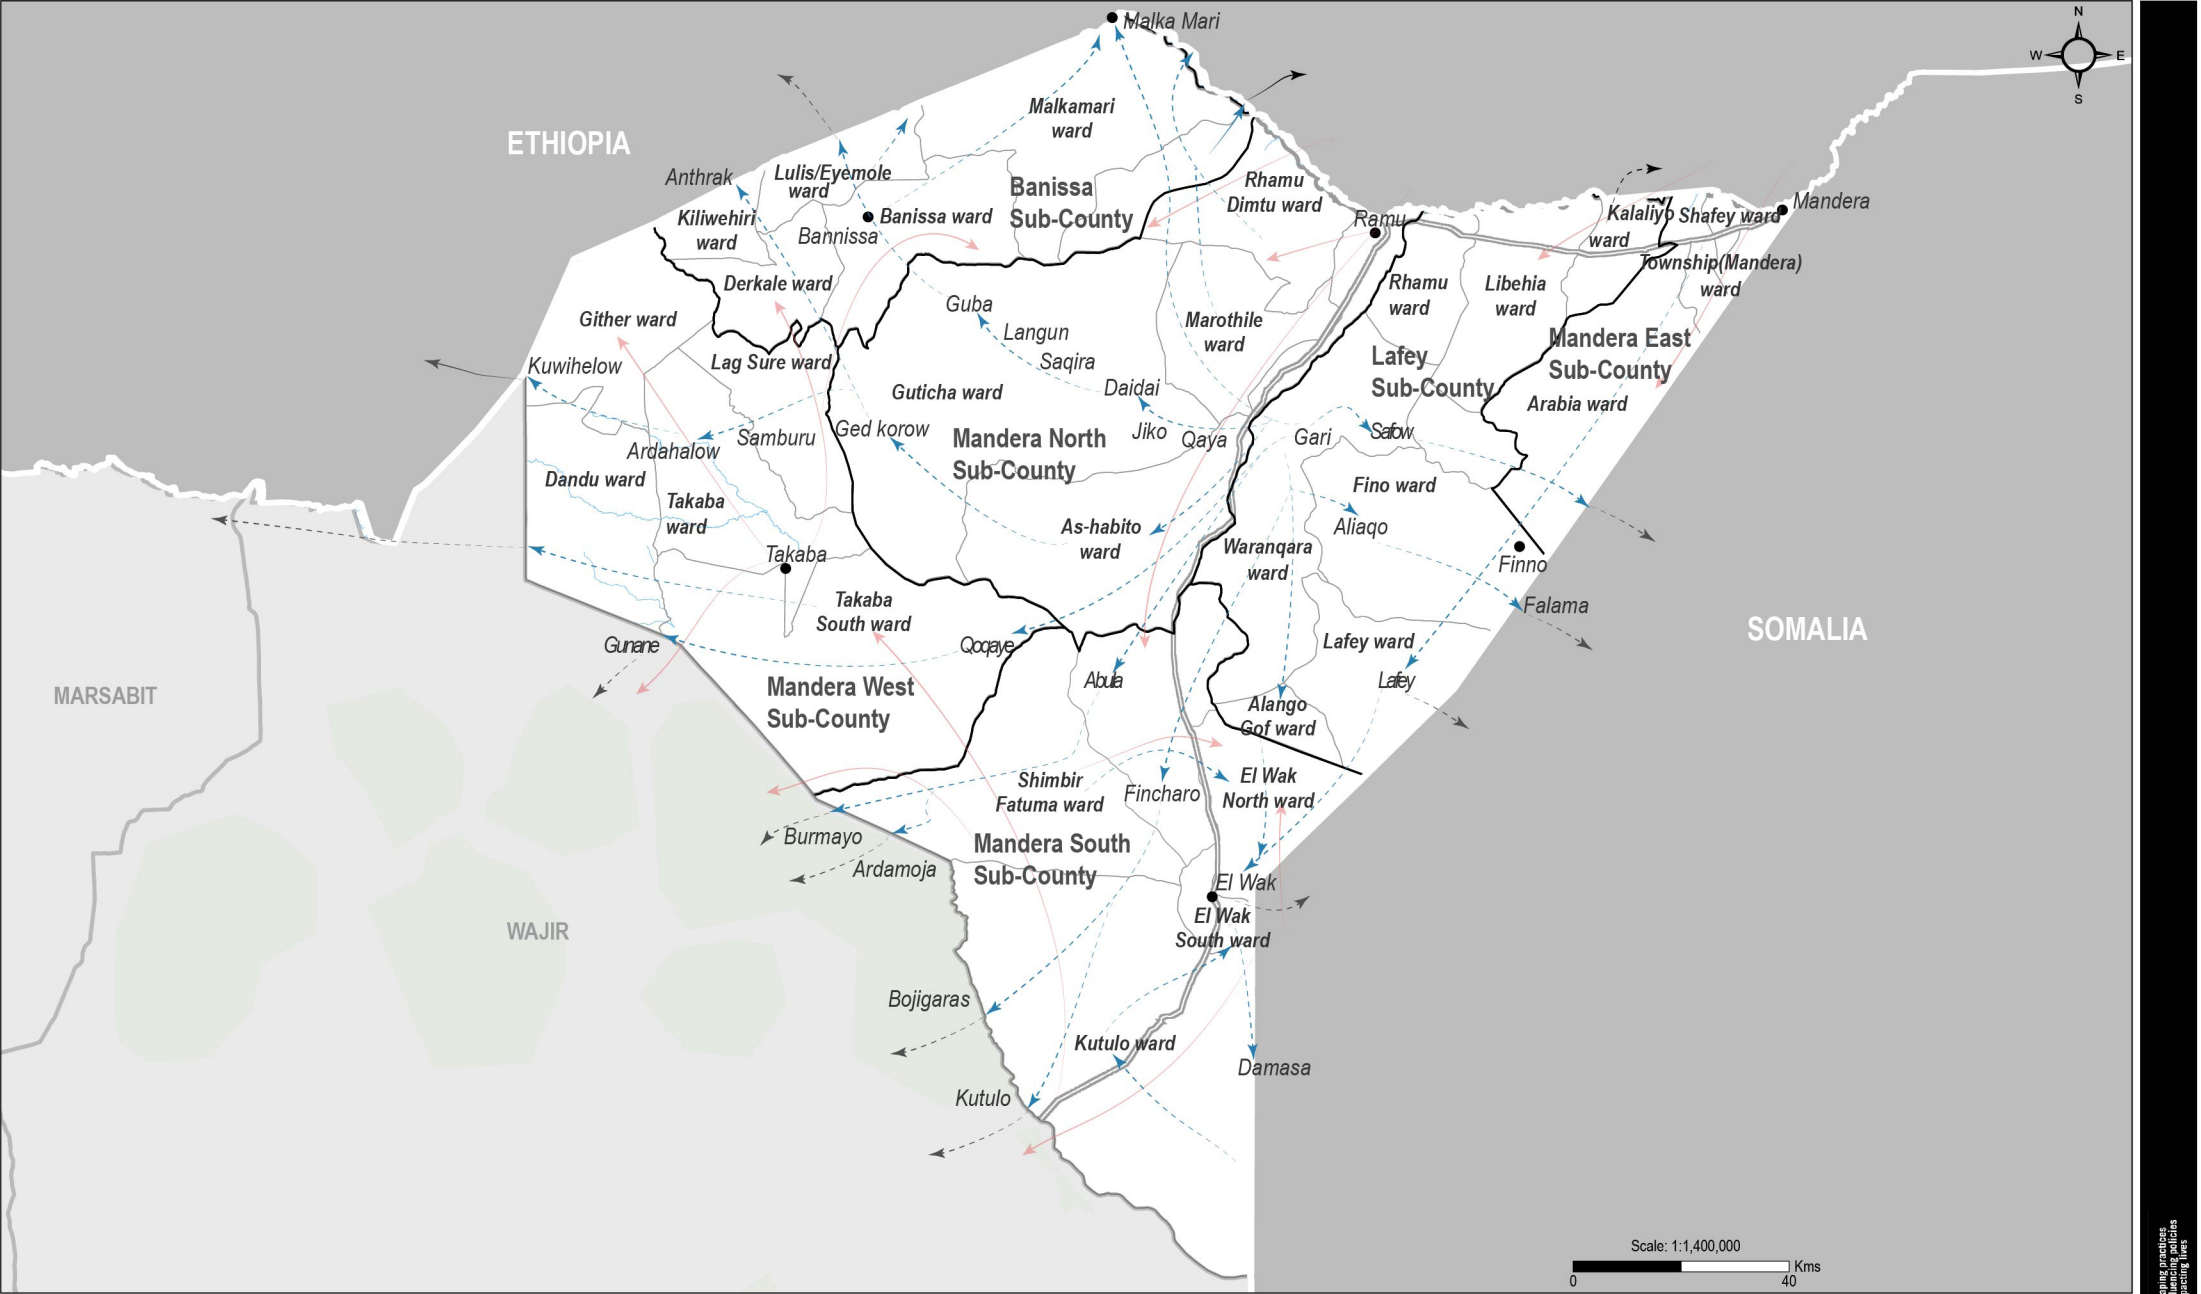 Malka Mari
N
W
E
S
ETHIOPIA
Malkamari
ward
Anthrak
Lulis/Eyemole
ward
Banissa
Sub-County
Rhamu
Dimtu ward
Kiliwehiri
ward
Banissa ward
Bannissa
Ramu
Kalaliyo
ward
Shafey ward
Mandera
Township(Mandera)
ward
Derkale ward
Rhamu
ward
Libehia
ward
Guba
Gither ward
Langun
Marothile
ward
Mandera East
Sub-County
Kuwihelow
Lag Sure ward
Saqira
Lafey
Sub-County
Guticha ward
Daidai
Arabia ward
Samburu
Ged korow
Mandera North
Sub-County
Jiko
Qaya
Gari
Safow
Ardahalow
Dandu ward
Takaba
ward
Fino ward
As-habito
ward
Aliaqo
Takaba
Waranqara
ward
Finno
Takaba
South ward
Falama
SOMALIA
Gunane
Qoqaye
Lafey ward
Mandera West
Sub-County
Abula
Lafey
MARSABIT
Alango
Gof ward
Shimbir
Fatuma ward
Fincharo
El Wak
North ward
Burmayo
Mandera South
Sub-County
Ardamoja
El Wak
WAJIR
El Wak
South ward
Bojigaras
Kutulo ward
Damasa
Kutulo
Scale: 1:1,400,000
Kms
0
40
aping practices
luencing policies
acting lives